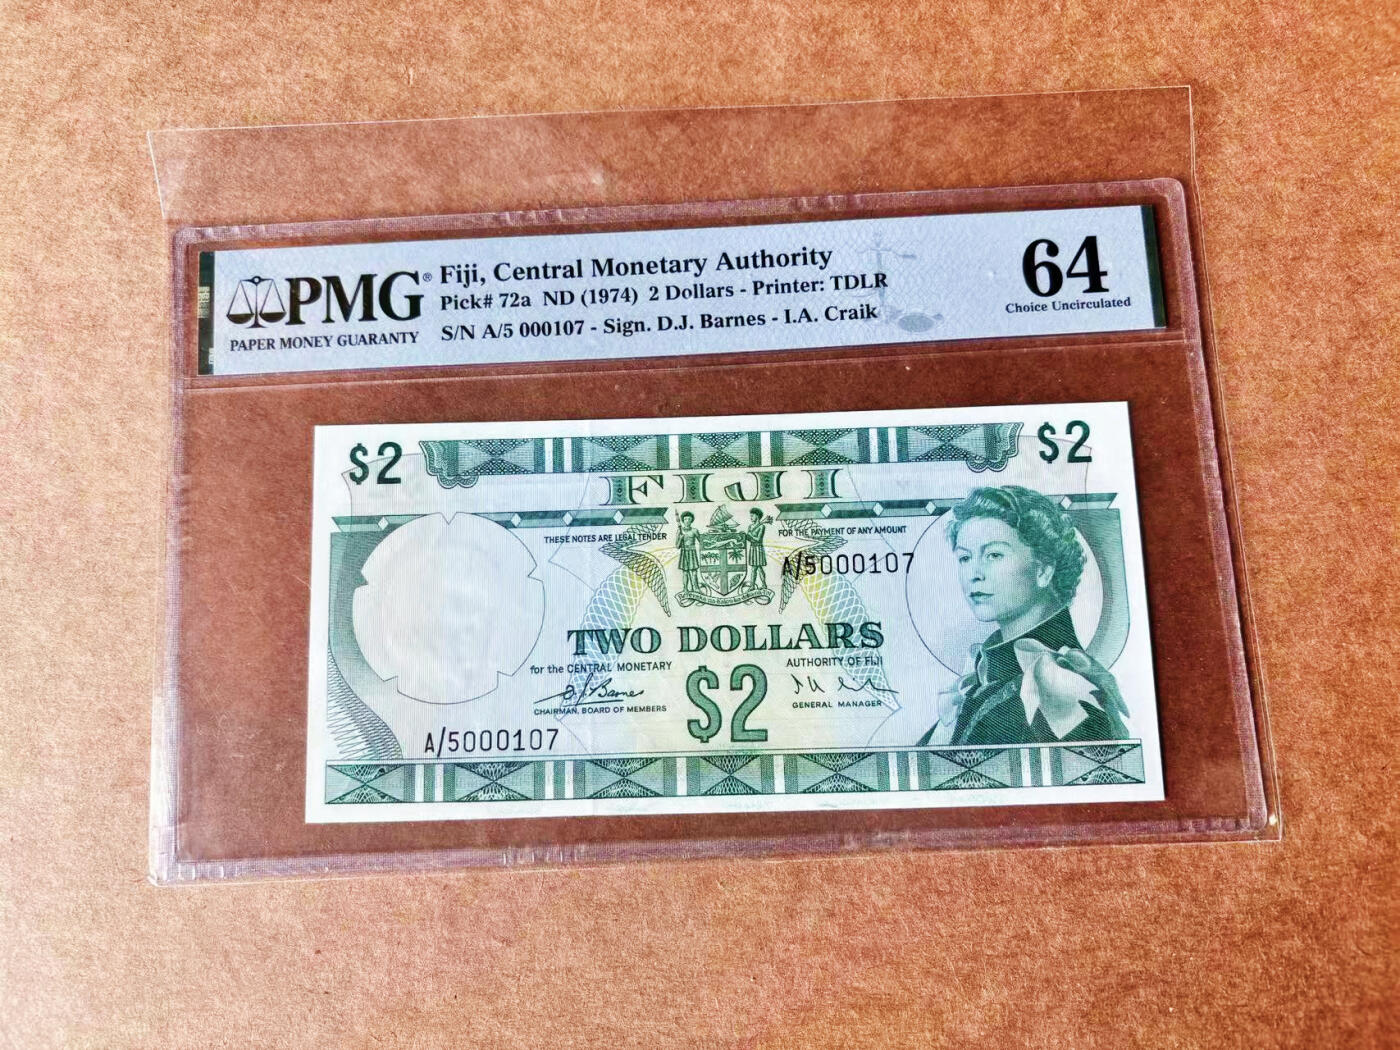 PMG®
PAPER MONEY GUARANTY
Fiji, Central Monetary Authority
Pick# 72a ND (1974) 2 Dollars - Printer: TDLR
S/N A/5 000107 - Sign. D.J. Barnes - I.A. Craik
64
Choice Uncirculated
$2
$2
FIJI
THESE NOTES ARE LEGAL TENDER
FOR THE PAYMENT OF ANY AMOUNT
A/5000107
TWO DOLLARS
for the CENTRAL MONETARY
AUTHORITY OF FIJI
$2
D J Barnes
CHAIRMAN, BOARD OF MEMBERS
GENERAL MANAGER
A/5000107